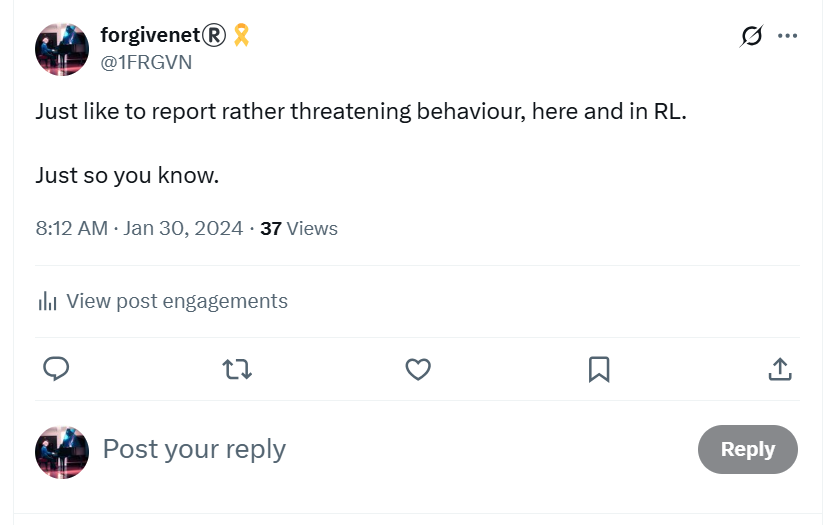 forgivenet®🎗
@1FRGVN
Just like to report rather threatening behaviour, here and in RL.
Just so you know.
8:12 AM · Jan 30, 2024 · 37 Views
View post engagements
Post your reply
Reply